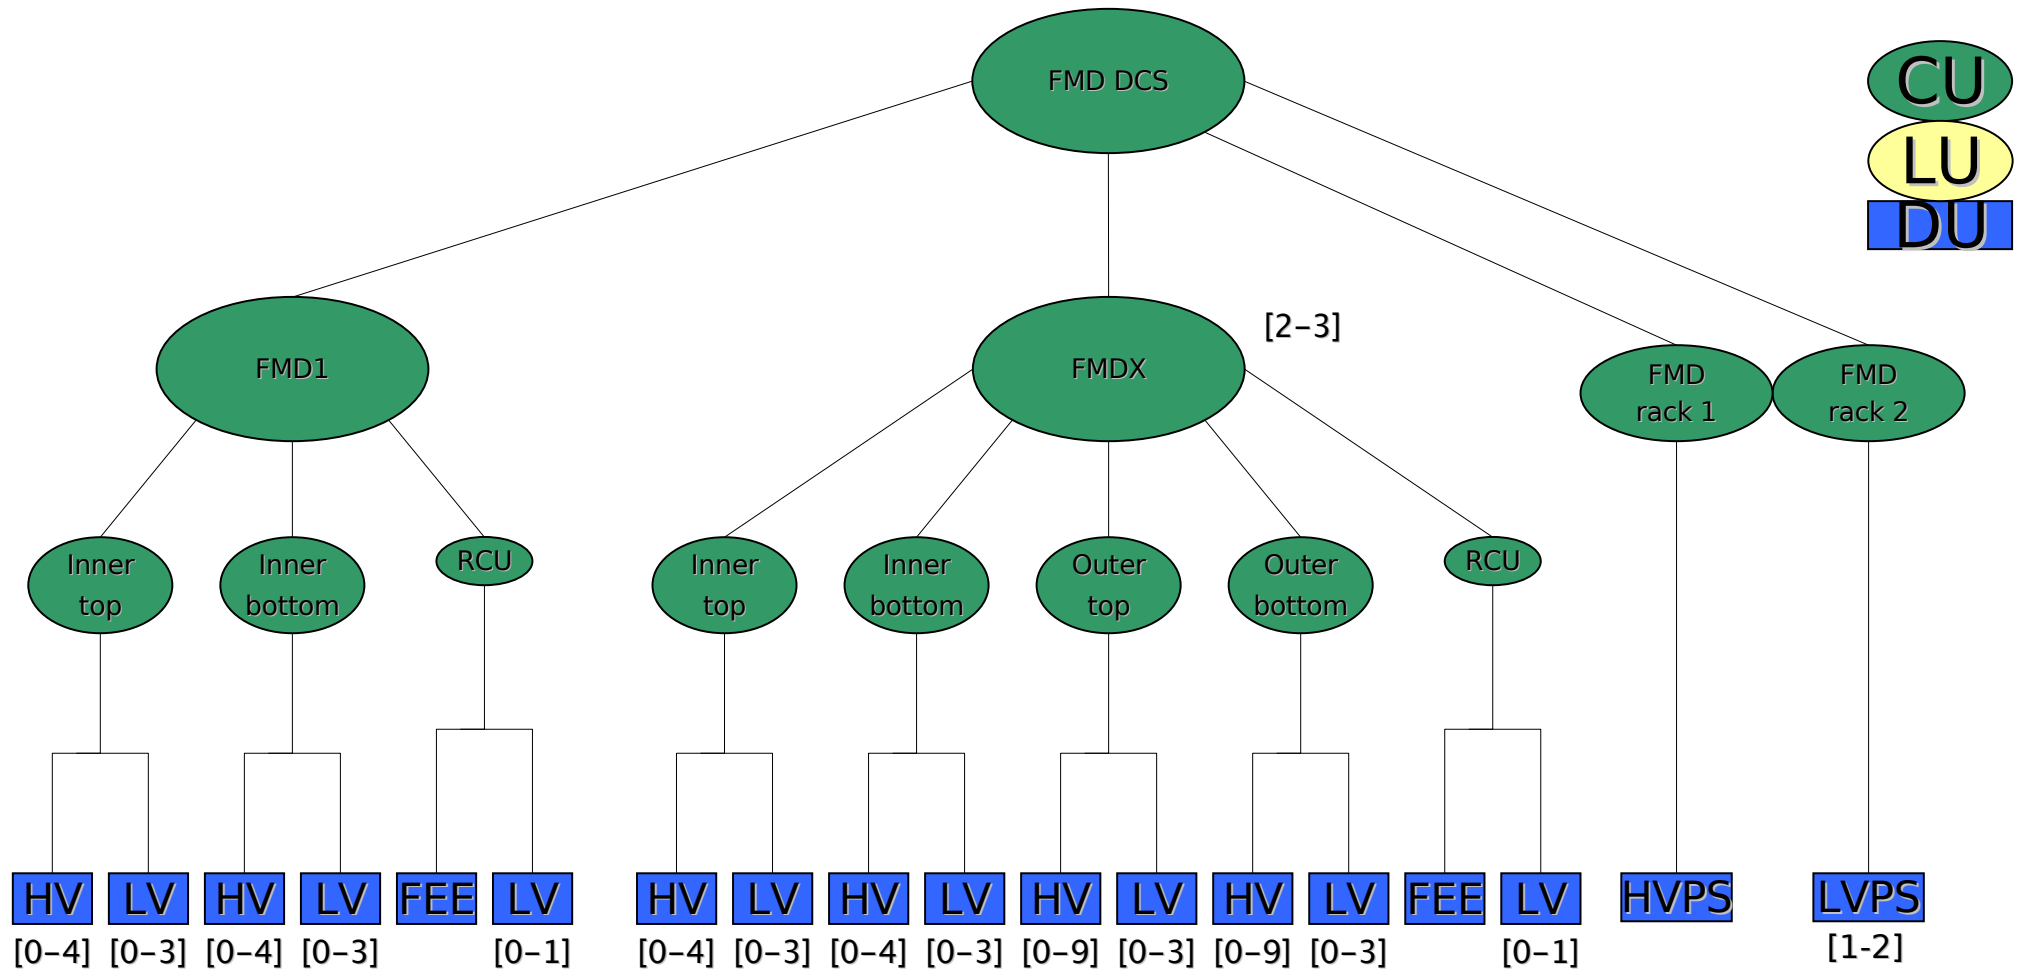 FMD DCS
CU
LU
DU
[2–3]
FMD1
FMDX
FMD
rack 1
FMD
rack 2
Inner
top
Inner
bottom
RCU
Inner
top
Inner
bottom
Outer
top
Outer
bottom
RCU
HV
LV
HV
LV
FEE
LV
HV
LV
HV
LV
HV
LV
HV
LV
FEE
LV
HVPS
LVPS
[0–4]
[0–3]
[0–4]
[0–3]
[0–1]
[0–4]
[0–3]
[0–4]
[0–3]
[0–9]
[0–3]
[0–9]
[0–3]
[0–1]
[1-2]